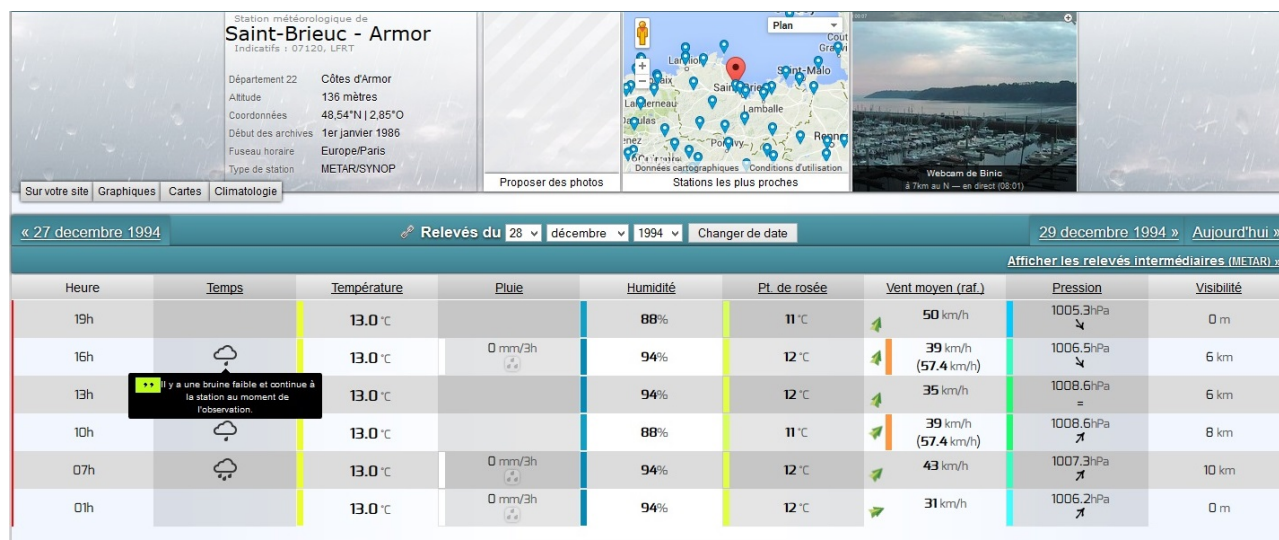 Station météorologique de
Saint-Brieuc - Armor
Indicatifs : 07120, LFRT
Département 22 Côtes d'Armor
Altitude 136 mètres
Coordonnées 48,54°N | 2,85°O
Début des archives 1er janvier 1986
Fuseau horaire Europe/Paris
Type de station METAR/SYNOP
Sur votre site Graphiques Cartes Climatologie
Proposer des photos
Plan
Saint-Malo
Lamballe
Données cartographiques Conditions d'utilisation
Stations les plus proches
Webcam de Binic
à 7km au N — en direct (08:01)
« 27 decembre 1994 Relevés du 28 décembre 1994 Changer de date 29 decembre 1994 » Aujourd'hui »
Afficher les relevés intermédiaires (METAR) »
Heure Temps Température Pluie Humidité Pt. de rosée Vent moyen (raf.) Pression Visibilité
19h 13.0 °C 88% 11 °C 50 km/h 1005.3hPa 0 m
16h 13.0 °C 0 mm/3h 94% 12 °C 39 km/h (57.4 km/h) 1006.5hPa 6 km
Il y a une bruine faible et continue à
la station au moment de
l'observation.
13h 13.0 °C 94% 12 °C 35 km/h 1008.6hPa = 6 km
10h 13.0 °C 88% 11 °C 39 km/h (57.4 km/h) 1008.6hPa 8 km
07h 13.0 °C 0 mm/3h 94% 12 °C 43 km/h 1007.3hPa 10 km
01h 13.0 °C 0 mm/3h 94% 12 °C 31 km/h 1006.2hPa 0 m